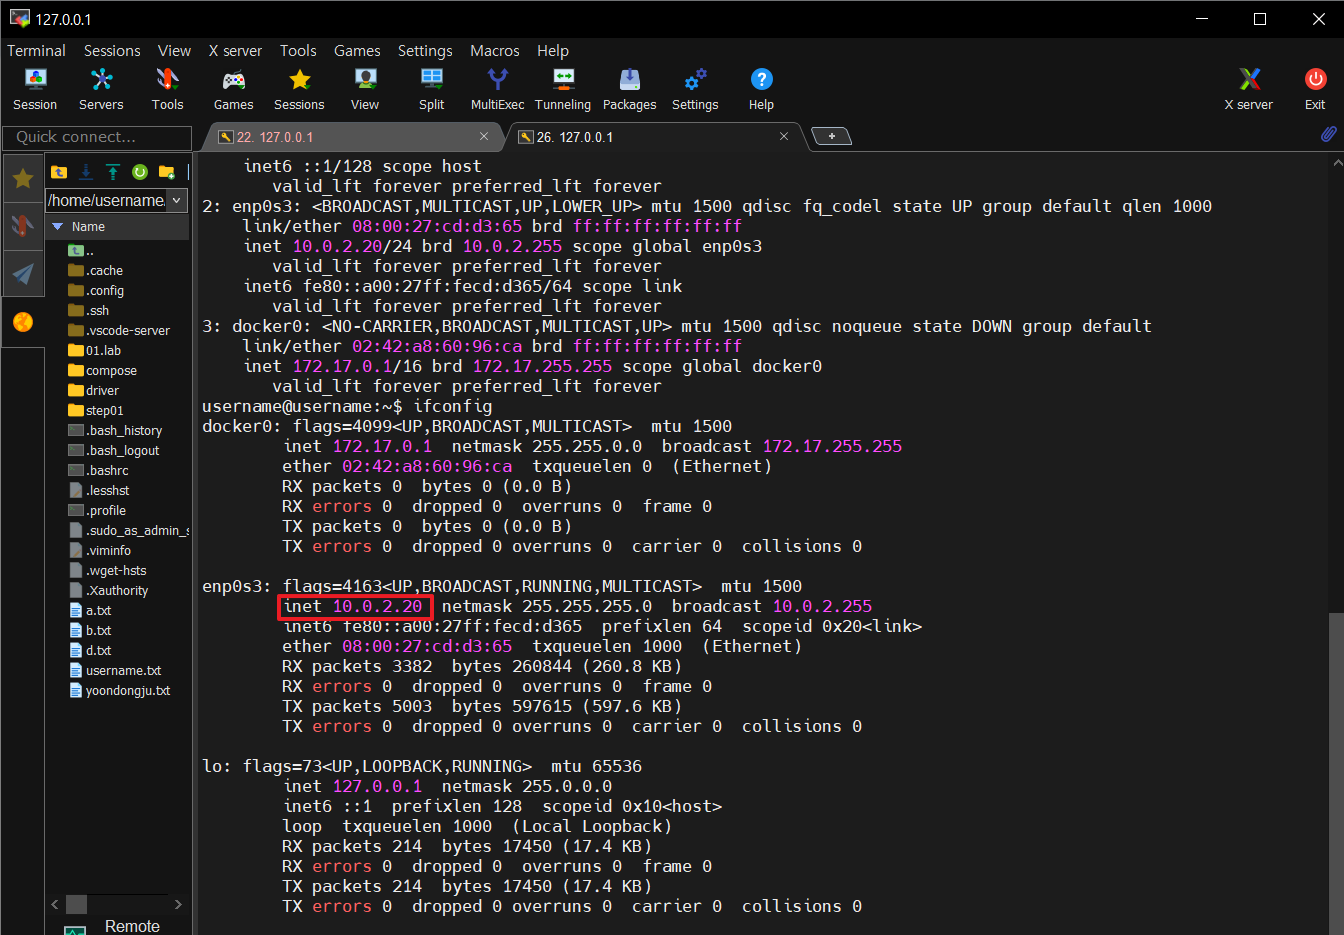 127.0.0.1
Terminal Sessions View X server Tools Games Settings Macros Help
Session Servers Tools Games Sessions View Split MultiExec Tunneling Packages Settings Help X server Exit
Quick connect...
22. 127.0.0.1
26. 127.0.0.1
/home/username
Name
..
.cache
.config
.ssh
.vscode-server
01.lab
compose
driver
step01
.bash_history
.bash_logout
.bashrc
.lesshst
.profile
.sudo_as_admin_s
.viminfo
.wget-hsts
.Xauthority
a.txt
b.txt
d.txt
username.txt
yoondongju.txt
Remote
inet6 ::1/128 scope host
valid_lft forever preferred_lft forever
2: enp0s3: <BROADCAST,MULTICAST,UP,LOWER_UP> mtu 1500 qdisc fq_codel state UP group default qlen 1000
link/ether 08:00:27:cd:d3:65 brd ff:ff:ff:ff:ff:ff
inet 10.0.2.20/24 brd 10.0.2.255 scope global enp0s3
valid_lft forever preferred_lft forever
inet6 fe80::a00:27ff:fecd:d365/64 scope link
valid_lft forever preferred_lft forever
3: docker0: <NO-CARRIER,BROADCAST,MULTICAST,UP> mtu 1500 qdisc noqueue state DOWN group default
link/ether 02:42:a8:60:96:ca brd ff:ff:ff:ff:ff:ff
inet 172.17.0.1/16 brd 172.17.255.255 scope global docker0
valid_lft forever preferred_lft forever
username@username:~$ ifconfig
docker0: flags=4099<UP,BROADCAST,MULTICAST>  mtu 1500
inet 172.17.0.1  netmask 255.255.0.0  broadcast 172.17.255.255
ether 02:42:a8:60:96:ca  txqueuelen 0  (Ethernet)
RX packets 0  bytes 0 (0.0 B)
RX errors 0  dropped 0  overruns 0  frame 0
TX packets 0  bytes 0 (0.0 B)
TX errors 0  dropped 0 overruns 0  carrier 0  collisions 0
enp0s3: flags=4163<UP,BROADCAST,RUNNING,MULTICAST>  mtu 1500
inet 10.0.2.20  netmask 255.255.255.0  broadcast 10.0.2.255
inet6 fe80::a00:27ff:fecd:d365  prefixlen 64  scopeid 0x20<link>
ether 08:00:27:cd:d3:65  txqueuelen 1000  (Ethernet)
RX packets 3382  bytes 260844 (260.8 KB)
RX errors 0  dropped 0  overruns 0  frame 0
TX packets 5003  bytes 597615 (597.6 KB)
TX errors 0  dropped 0 overruns 0  carrier 0  collisions 0
lo: flags=73<UP,LOOPBACK,RUNNING>  mtu 65536
inet 127.0.0.1  netmask 255.0.0.0
inet6 ::1  prefixlen 128  scopeid 0x10<host>
loop  txqueuelen 1000  (Local Loopback)
RX packets 214  bytes 17450 (17.4 KB)
RX errors 0  dropped 0  overruns 0  frame 0
TX packets 214  bytes 17450 (17.4 KB)
TX errors 0  dropped 0 overruns 0  carrier 0  collisions 0